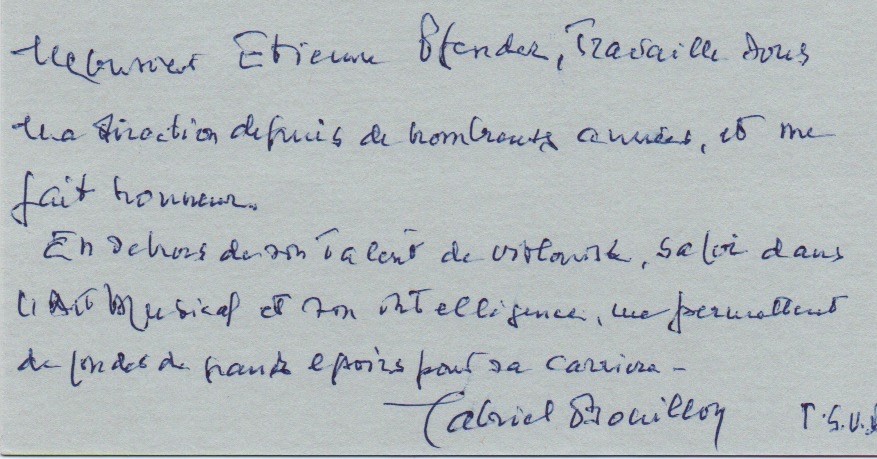 Monsieur Etienne Pfender, Travaille sous
ma direction depuis de nombreuses années, et me
fait honneur.
En dehors de son talent de violoniste, sa foi dans
l'Art Musical et son intelligence, me permettent
de fonder de grands espoirs pour sa carrière -
Gabriel Bouillon T.S.V.